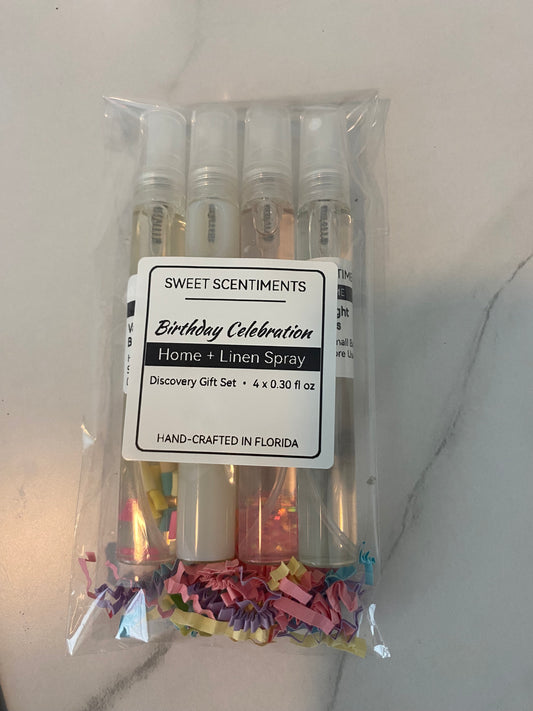 SWEET SCENTIMENTS
Birthday Celebration
Home + Linen Spray
Discovery Gift Set • 4 x 0.30 fl oz
HAND-CRAFTED IN FLORIDA